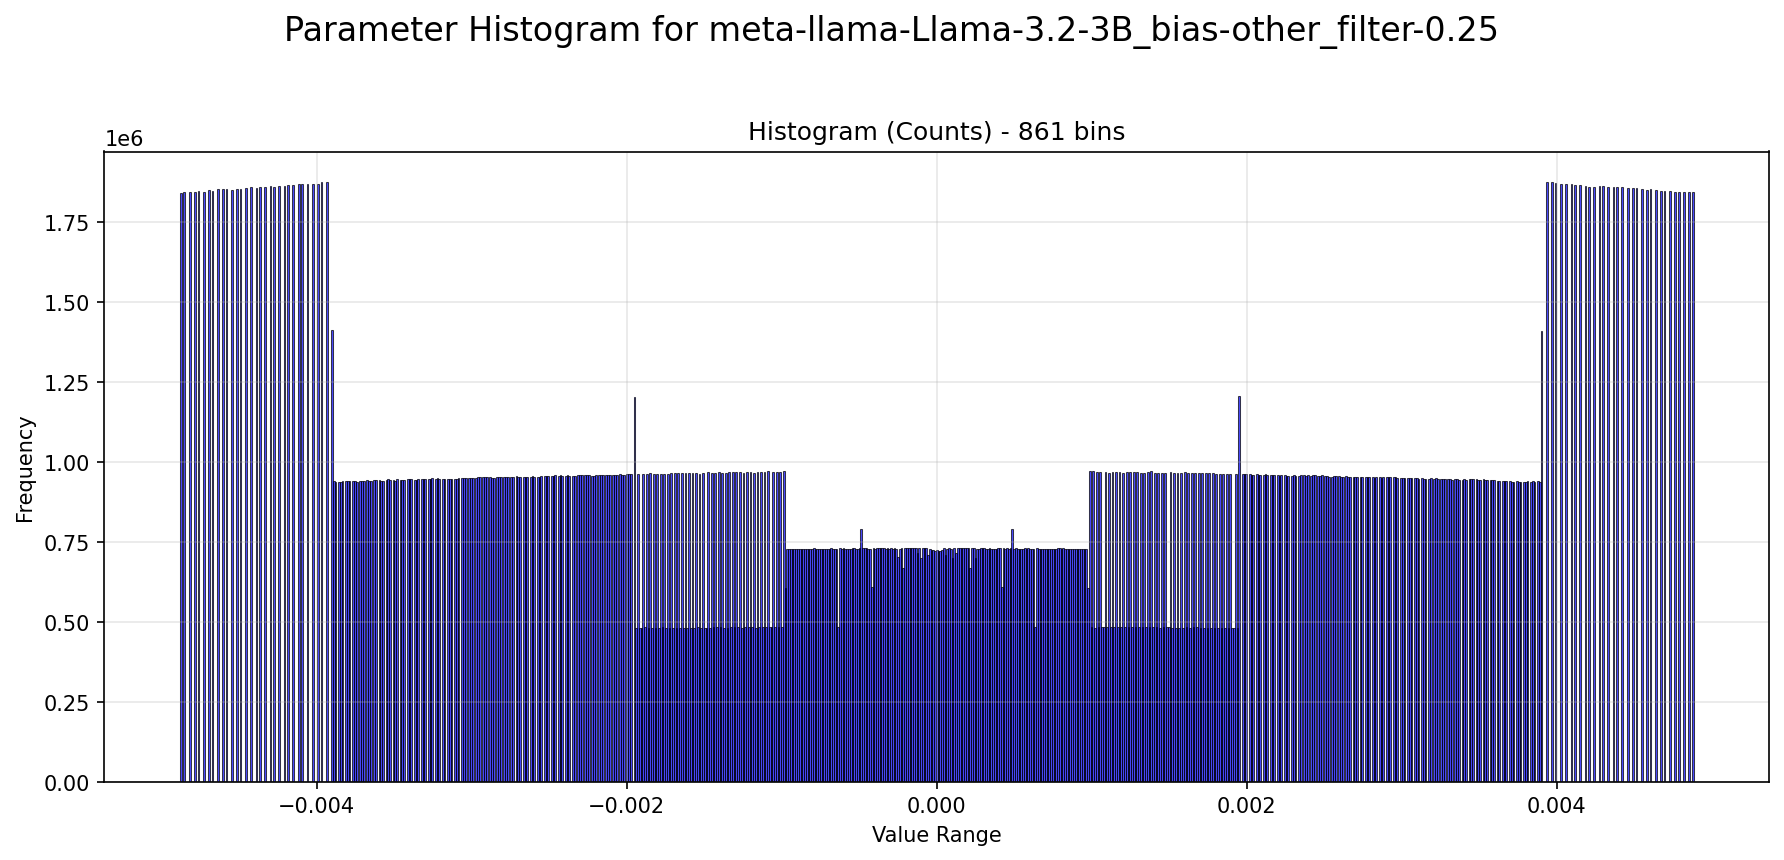 Parameter Histogram for meta-llama-Llama-3.2-3B_bias-other_filter-0.25
Histogram (Counts) - 861 bins
1e6
1.75
1.50
1.25
1.00
0.75
0.50
0.25
0.00
Frequency
−0.004
−0.002
0.000
0.002
0.004
Value Range